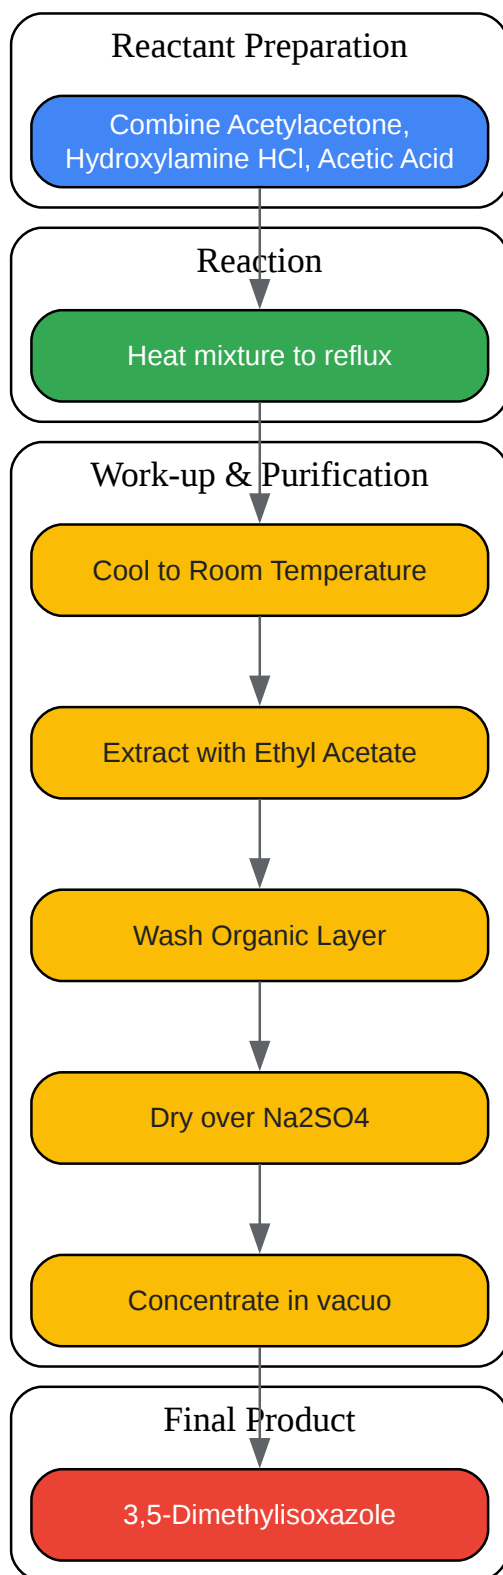 Reactant Preparation
Combine Acetylacetone,
Hydroxylamine HCl, Acetic Acid
Reaction
Heat mixture to reflux
Work-up & Purification
Cool to Room Temperature
Extract with Ethyl Acetate
Wash Organic Layer
Dry over Na2SO4
Concentrate in vacuo
Final Product
3,5-Dimethylisoxazole